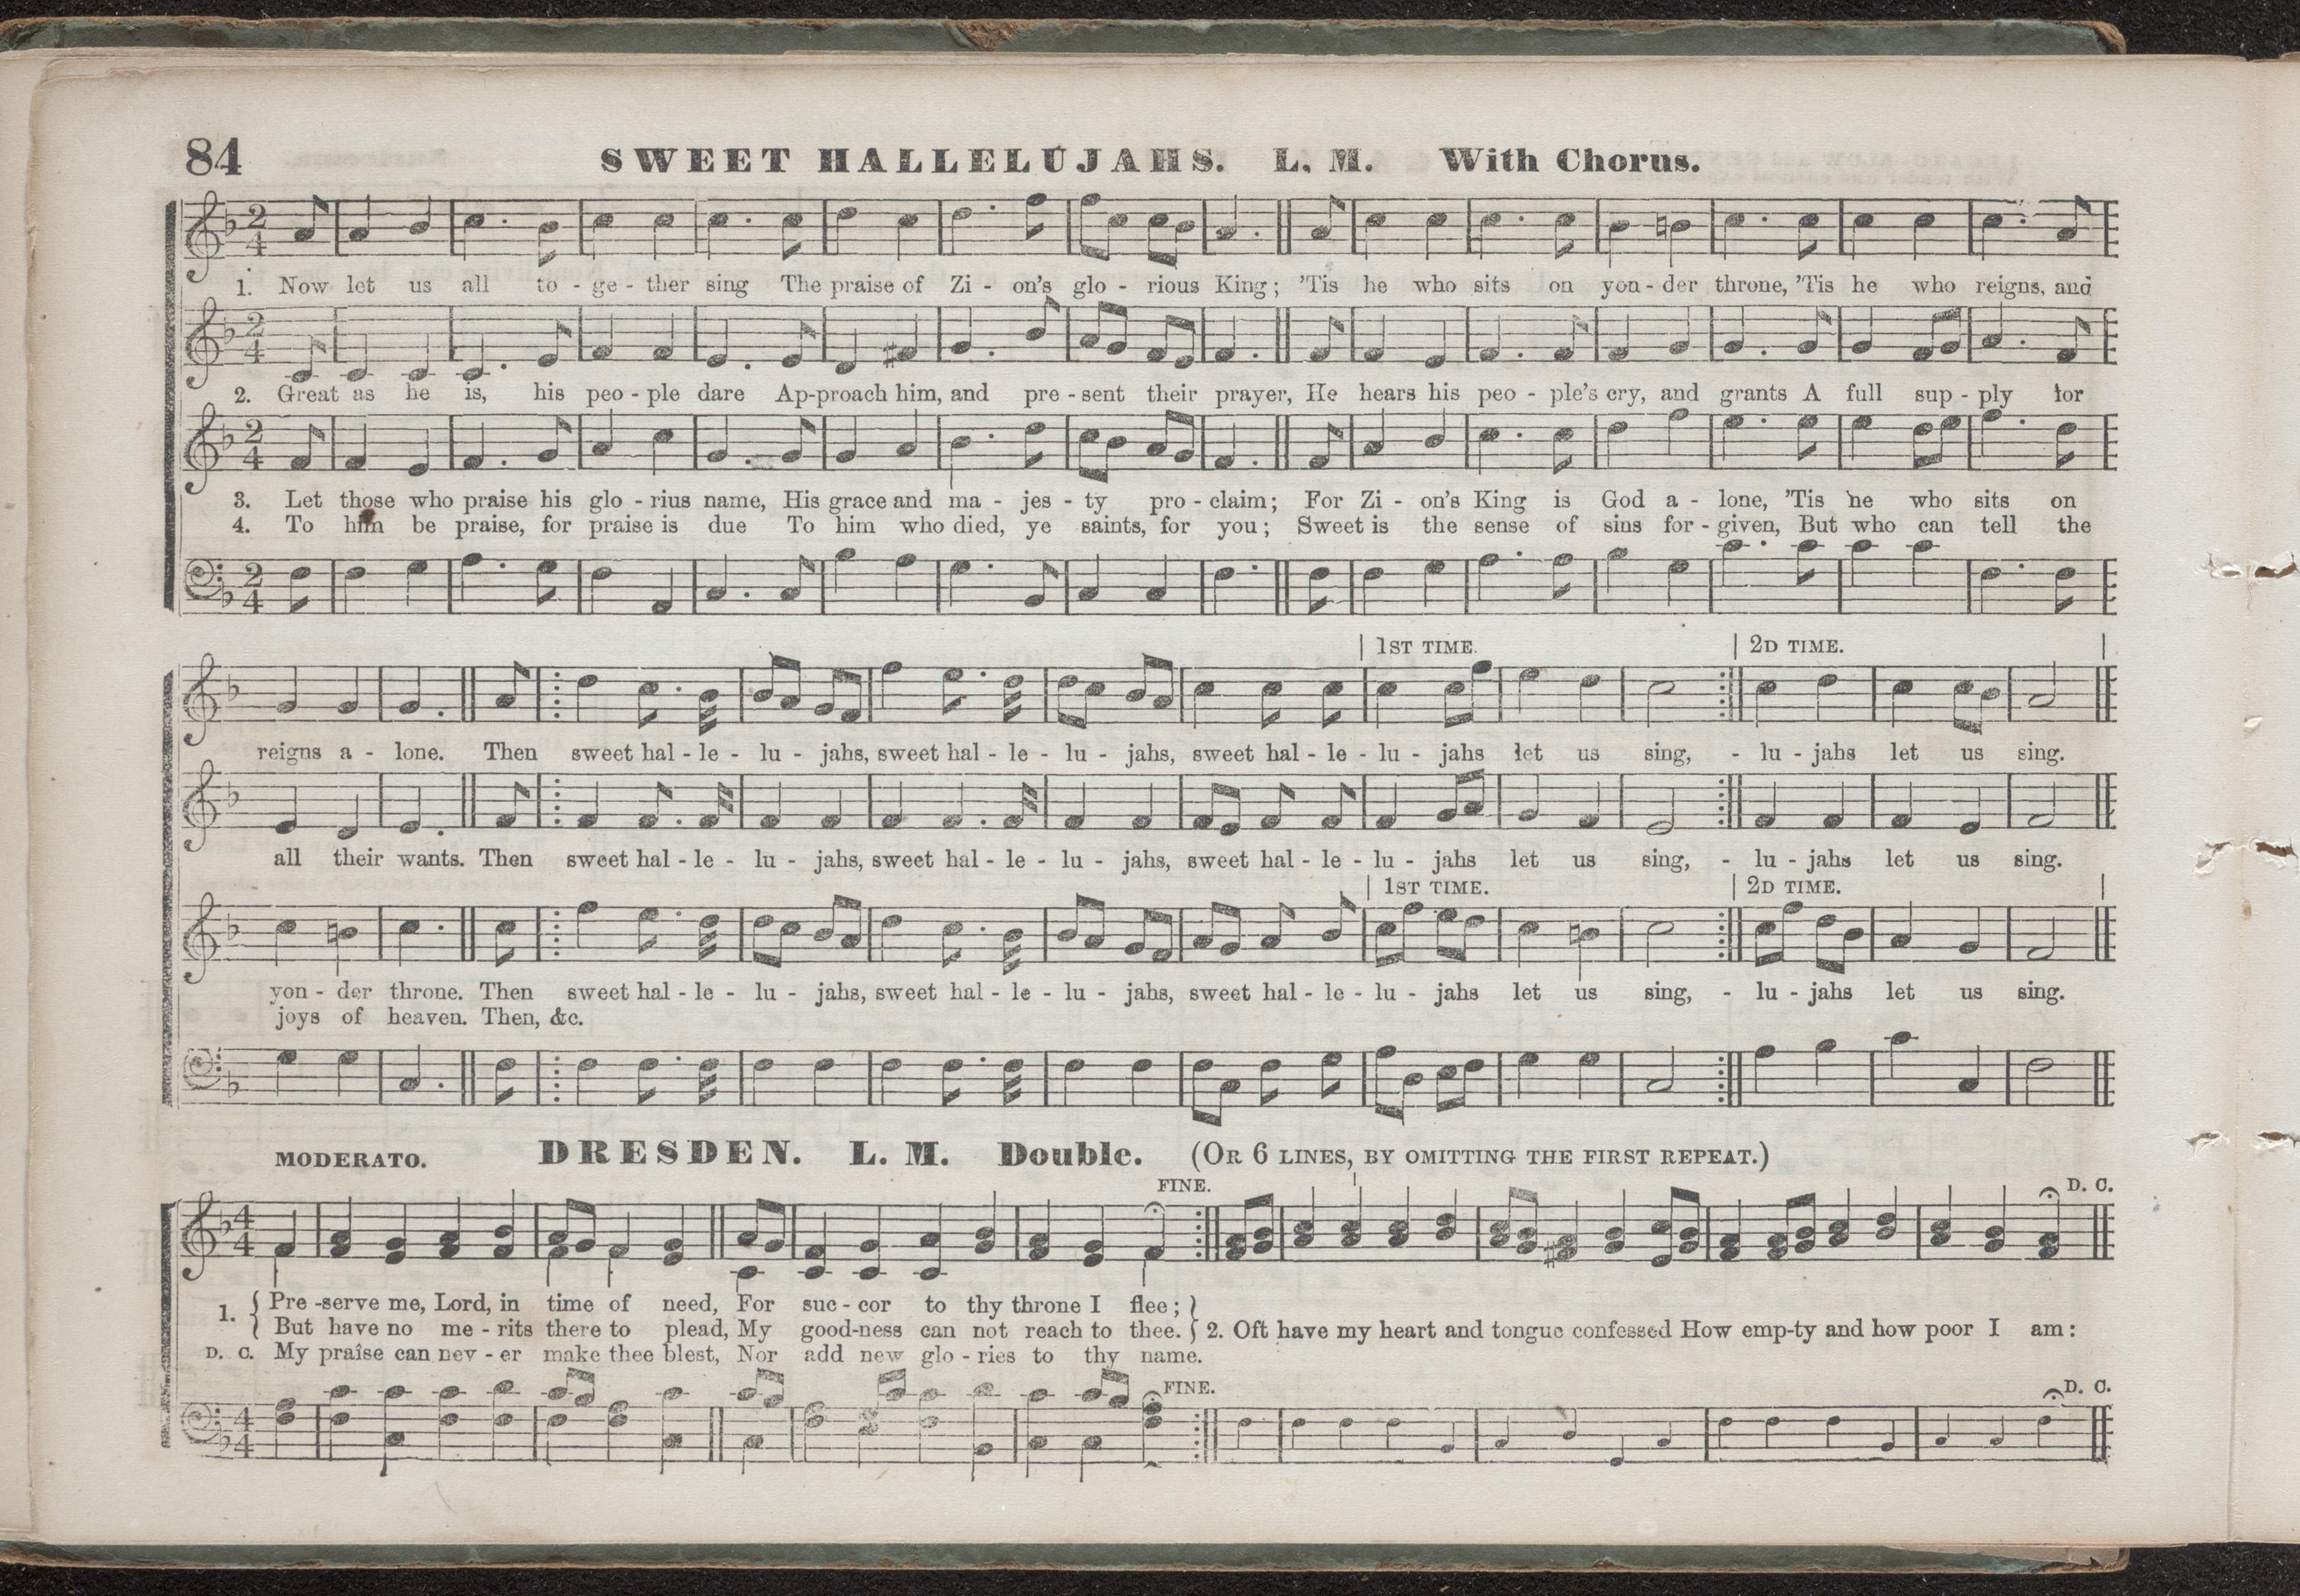 84 SWEET HALLELUJAHS. L. M. With Chorus.
1. Now let us all to - ge - ther sing The praise of Zi - on's glo - rious King; 'Tis he who sits on yon - der throne, 'Tis he who reigns, and
2. Great as he is, his peo - ple dare Ap-proach him, and pre - sent their prayer, He hears his peo - ple's cry, and grants A full sup - ply for
3. Let those who praise his glo - rius name, His grace and ma - jes - ty pro - claim; For Zi - on's King is God a - lone, 'Tis he who sits on
4. To him be praise, for praise is due To him who died, ye saints, for you; Sweet is the sense of sins for - given, But who can tell the
1ST TIME. 2D TIME.
reigns a - lone. Then sweet hal - le - lu - jahs, sweet hal - le - lu - jahs, sweet hal - le - lu - jahs let us sing, - lu - jahs let us sing.
all their wants. Then sweet hal - le - lu - jahs, sweet hal - le - lu - jahs, sweet hal - le - lu - jahs let us sing, - lu - jahs let us sing.
1ST TIME. 2D TIME.
yon - der throne. Then sweet hal - le - lu - jahs, sweet hal - le - lu - jahs, sweet hal - le - lu - jahs let us sing, - lu - jahs let us sing.
joys of heaven. Then, &c.
MODERATO. DRESDEN. L. M. Double. (OR 6 LINES, BY OMITTING THE FIRST REPEAT.)
FINE. D. C.
1. { Pre -serve me, Lord, in time of need, For suc - cor to thy throne I flee; }
{ But have no me - rits there to plead, My good-ness can not reach to thee. } 2. Oft have my heart and tongue confessed How emp-ty and how poor I am:
D. C. My praise can nev - er make thee blest, Nor add new glo - ries to thy name.
FINE. D. C.